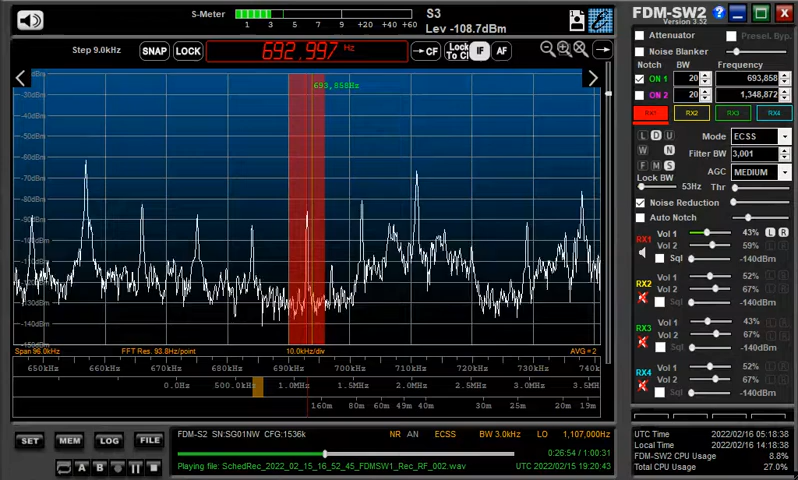 S-Meter
1 3 5 7 9 +20 +40 +60
S3
Lev -108.7dBm
FDM-SW2
Version 3.52
Step 9.0kHz
SNAP
LOCK
692,997 Hz
→CF
Lock To CF
IF
AF
693,858Hz
-30dBm
-40dBm
-50dBm
-60dBm
-70dBm
-80dBm
-90dBm
-100dBm
-110dBm
-120dBm
-130dBm
-140dBm
-150dBm
Span 96.0kHz
FFT Res. 93.8Hz/point
10.0kHz/div
AVG=2
650kHz 660kHz 670kHz 680kHz 690kHz 700kHz 710kHz 720kHz 730kHz 740k
0.0Hz 500.0kHz 1.0MHz 1.5MHz 2.0MHz 2.5MHz 3.0MHz 3.5MH
160m 80m 60m 49m 40m 30m 25m 20m 19m
Attenuator
Presel. Byp.
Noise Blanker
Notch BW Frequency
ON 1 20 693,858
ON 2 20 1,348,872
RX1 RX2 RX3 RX4
L D U
W N
F M S
Mode ECSS
Filter BW 3,001
AGC MEDIUM
Lock BW 53Hz Thr
Noise Reduction
Auto Notch
RX1
Vol 1 43% L R
Vol 2 59% L R
Sql -140dBm
RX2
Vol 1 52% L R
Vol 2 67% L R
Sql -140dBm
RX3
Vol 1 43% L R
Vol 2 67% L R
Sql -140dBm
RX4
Vol 1 52% L R
Vol 2 67% L R
Sql -140dBm
SET
MEM
LOG
FILE
A B
FDM-S2 SN:SG01NW CFG:1536k
NR AN ECSS BW 3.0kHz LO 1,107,000Hz
0:26:54 / 1:00:31
Playing file: SchedRec_2022_02_15_16_52_45_FDMSW1_Rec_RF_002.wav
UTC 2022/02/15 19:20:43
UTC Time 2022/02/16 05:18:38
Local Time 2022/02/16 14:18:38
FDM-SW2 CPU Usage 8.8%
Total CPU Usage 27.0%